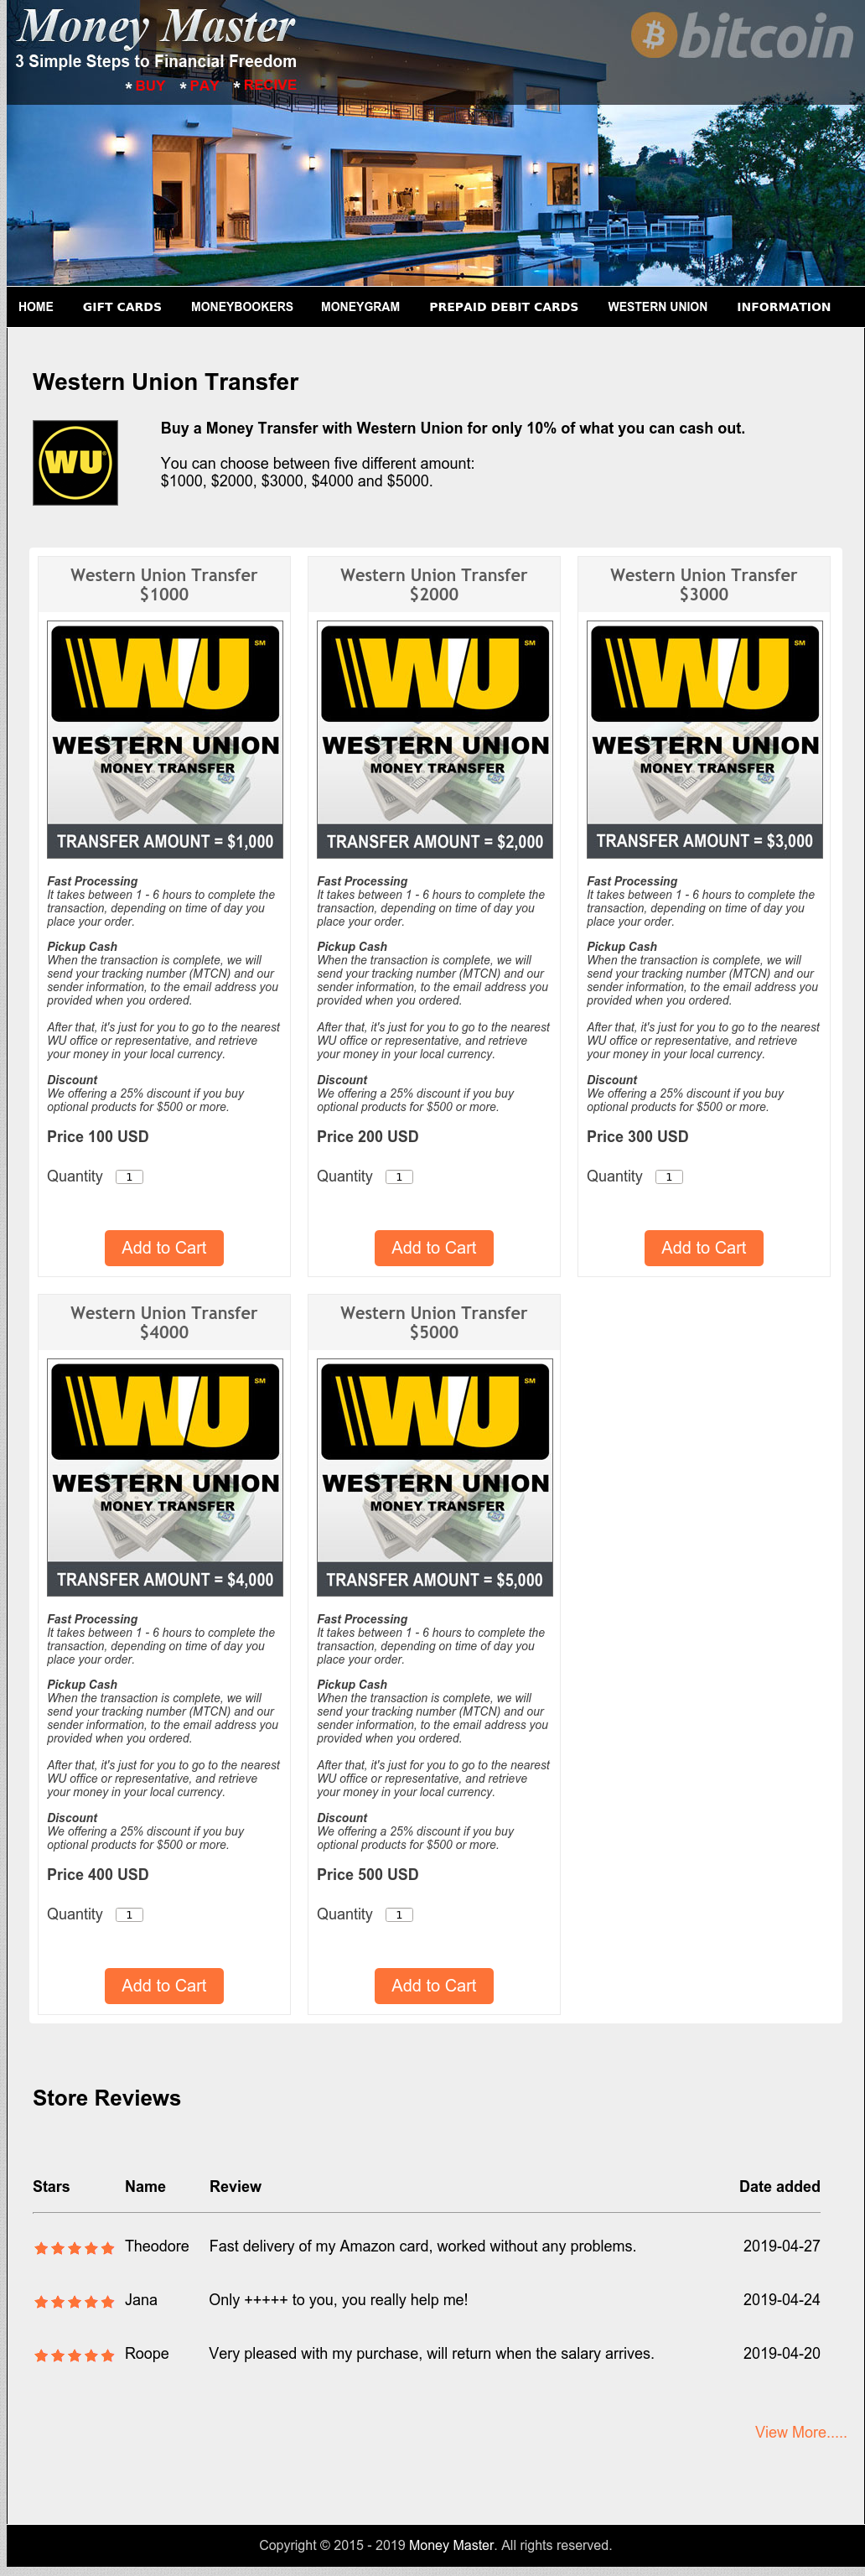 Money Master
bitcoin
3 Simple Steps to Financial Freedom
* BUY * PAY * RECIVE
HOME GIFT CARDS MONEYBOOKERS MONEYGRAM PREPAID DEBIT CARDS WESTERN UNION INFORMATION
Western Union Transfer
WU
Buy a Money Transfer with Western Union for only 10% of what you can cash out.
You can choose between five different amount:
$1000, $2000, $3000, $4000 and $5000.
Western Union Transfer
$1000
WU SM
WESTERN UNION
MONEY TRANSFER
TRANSFER AMOUNT = $1,000
Fast Processing
It takes between 1 - 6 hours to complete the
transaction, depending on time of day you
place your order.
Pickup Cash
When the transaction is complete, we will
send your tracking number (MTCN) and our
sender information, to the email address you
provided when you ordered.
After that, it's just for you to go to the nearest
WU office or representative, and retrieve
your money in your local currency.
Discount
We offering a 25% discount if you buy
optional products for $500 or more.
Price 100 USD
Quantity 1
Add to Cart
Western Union Transfer
$2000
WU SM
WESTERN UNION
MONEY TRANSFER
TRANSFER AMOUNT = $2,000
Fast Processing
It takes between 1 - 6 hours to complete the
transaction, depending on time of day you
place your order.
Pickup Cash
When the transaction is complete, we will
send your tracking number (MTCN) and our
sender information, to the email address you
provided when you ordered.
After that, it's just for you to go to the nearest
WU office or representative, and retrieve
your money in your local currency.
Discount
We offering a 25% discount if you buy
optional products for $500 or more.
Price 200 USD
Quantity 1
Add to Cart
Western Union Transfer
$3000
WU SM
WESTERN UNION
MONEY TRANSFER
TRANSFER AMOUNT = $3,000
Fast Processing
It takes between 1 - 6 hours to complete the
transaction, depending on time of day you
place your order.
Pickup Cash
When the transaction is complete, we will
send your tracking number (MTCN) and our
sender information, to the email address you
provided when you ordered.
After that, it's just for you to go to the nearest
WU office or representative, and retrieve
your money in your local currency.
Discount
We offering a 25% discount if you buy
optional products for $500 or more.
Price 300 USD
Quantity 1
Add to Cart
Western Union Transfer
$4000
WU SM
WESTERN UNION
MONEY TRANSFER
TRANSFER AMOUNT = $4,000
Fast Processing
It takes between 1 - 6 hours to complete the
transaction, depending on time of day you
place your order.
Pickup Cash
When the transaction is complete, we will
send your tracking number (MTCN) and our
sender information, to the email address you
provided when you ordered.
After that, it's just for you to go to the nearest
WU office or representative, and retrieve
your money in your local currency.
Discount
We offering a 25% discount if you buy
optional products for $500 or more.
Price 400 USD
Quantity 1
Add to Cart
Western Union Transfer
$5000
WU SM
WESTERN UNION
MONEY TRANSFER
TRANSFER AMOUNT = $5,000
Fast Processing
It takes between 1 - 6 hours to complete the
transaction, depending on time of day you
place your order.
Pickup Cash
When the transaction is complete, we will
send your tracking number (MTCN) and our
sender information, to the email address you
provided when you ordered.
After that, it's just for you to go to the nearest
WU office or representative, and retrieve
your money in your local currency.
Discount
We offering a 25% discount if you buy
optional products for $500 or more.
Price 500 USD
Quantity 1
Add to Cart
Store Reviews
Stars Name Review Date added
Theodore Fast delivery of my Amazon card, worked without any problems. 2019-04-27
Jana Only +++++ to you, you really help me! 2019-04-24
Roope Very pleased with my purchase, will return when the salary arrives. 2019-04-20
View More.....
Copyright © 2015 - 2019 Money Master. All rights reserved.